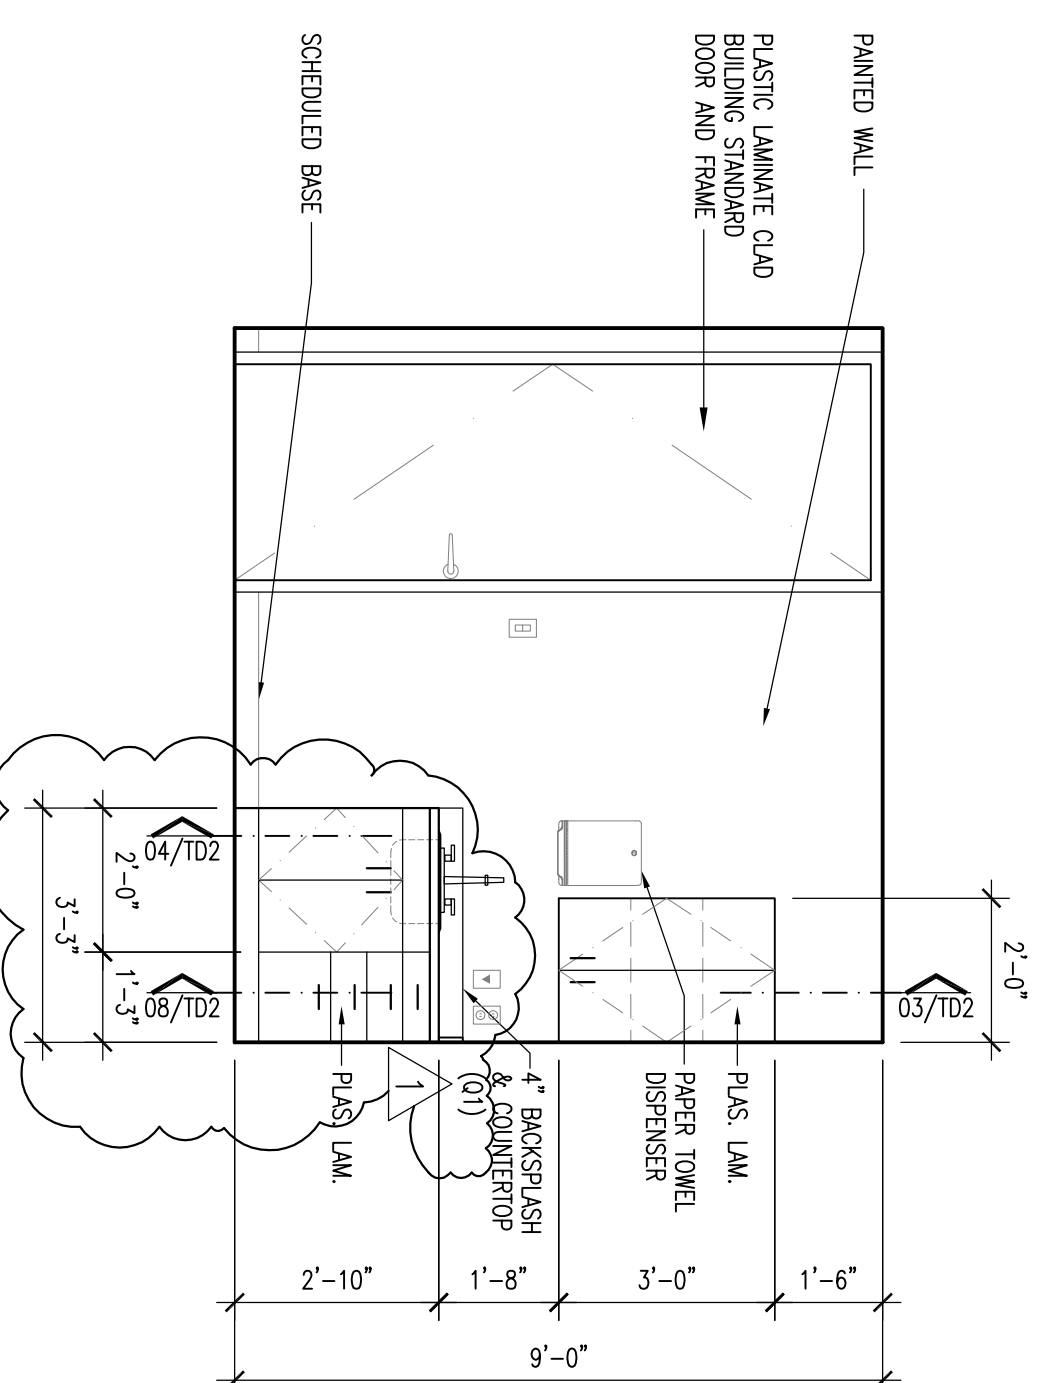 PAINTED WALL
PLASTIC LAMINATE CLAD
BUILDING STANDARD
DOOR AND FRAME
SCHEDULED BASE
2'-0"
03/TD2
PLAS. LAM.
PAPER TOWEL
DISPENSER
4" BACKSPLASH
& COUNTERTOP
(Q1)
1
PLAS. LAM.
04/TD2
08/TD2
2'-0"
1'-3"
3'-3"
1'-6"
3'-0"
1'-8"
2'-10"
9'-0"